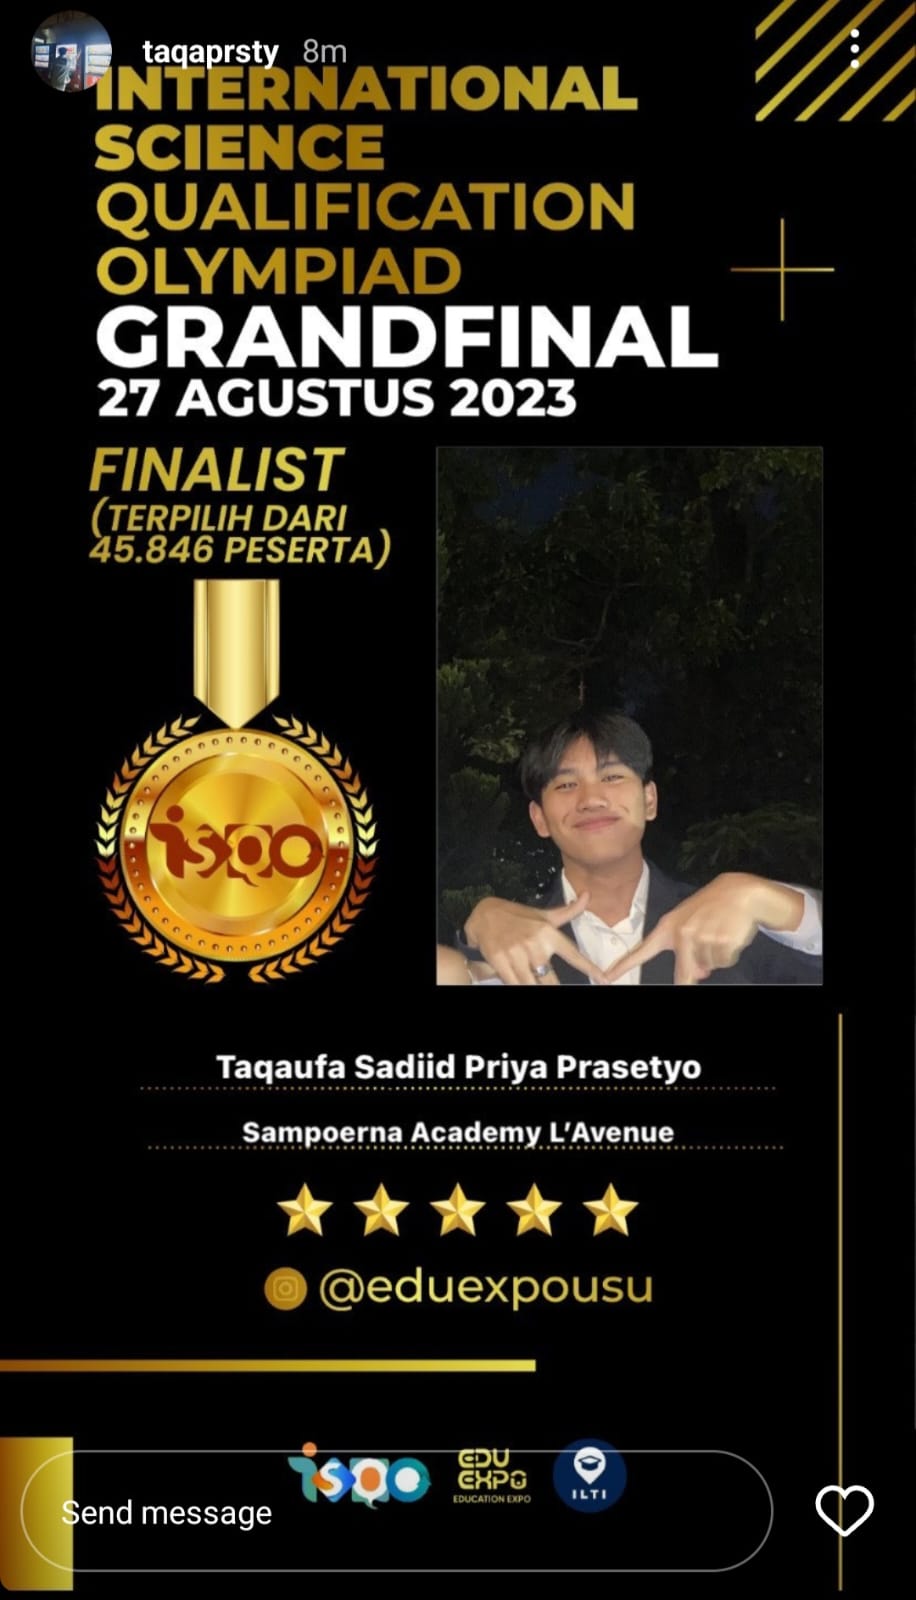 taqaprsty 8m
INTERNATIONAL
SCIENCE
QUALIFICATION
OLYMPIAD
GRANDFINAL
27 AGUSTUS 2023
FINALIST
(TERPILIH DARI
45.846 PESERTA)
isqo
Taqaufa Sadiid Priya Prasetyo
Sampoerna Academy L’Avenue
@eduexpousu
isqo
EDU
EXPO
EDUCATION EXPO
ILTI
Send message